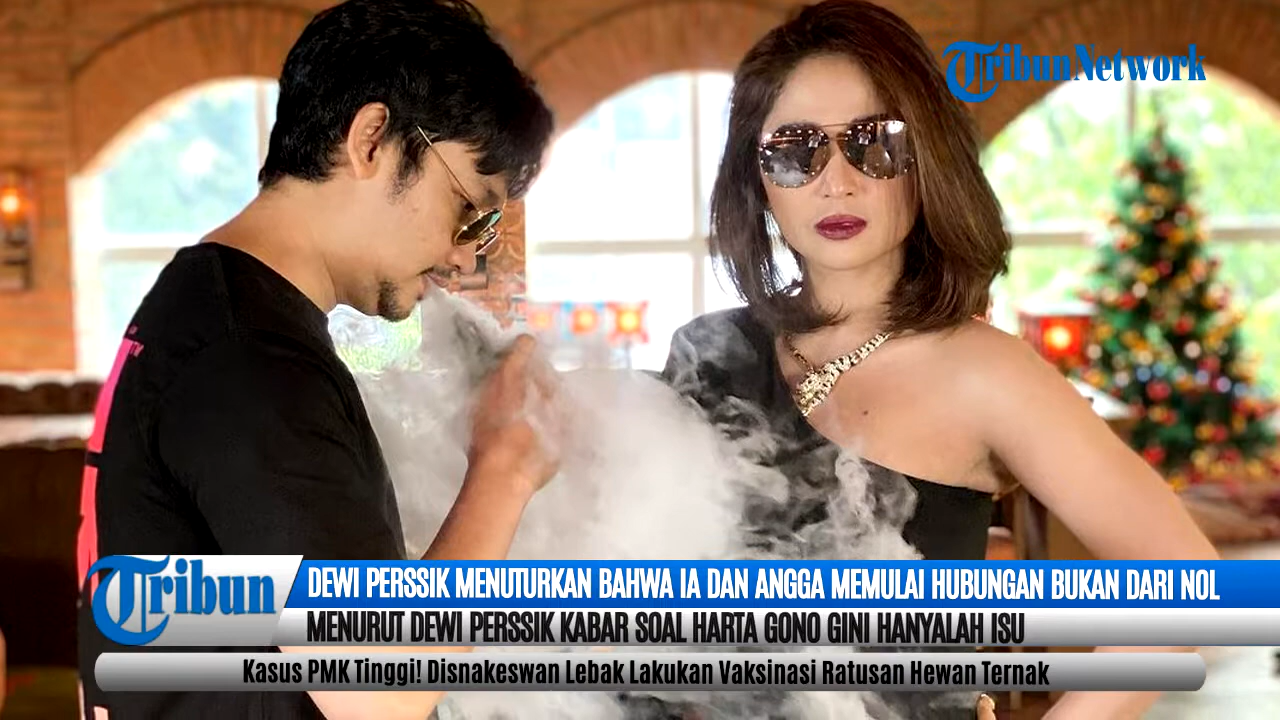 TribunNetwork
Tribun
DEWI PERSSIK MENUTURKAN BAHWA IA DAN ANGGA MEMULAI HUBUNGAN BUKAN DARI NOL
MENURUT DEWI PERSSIK KABAR SOAL HARTA GONO GINI HANYALAH ISU
Kasus PMK Tinggi! Disnakeswan Lebak Lakukan Vaksinasi Ratusan Hewan Ternak